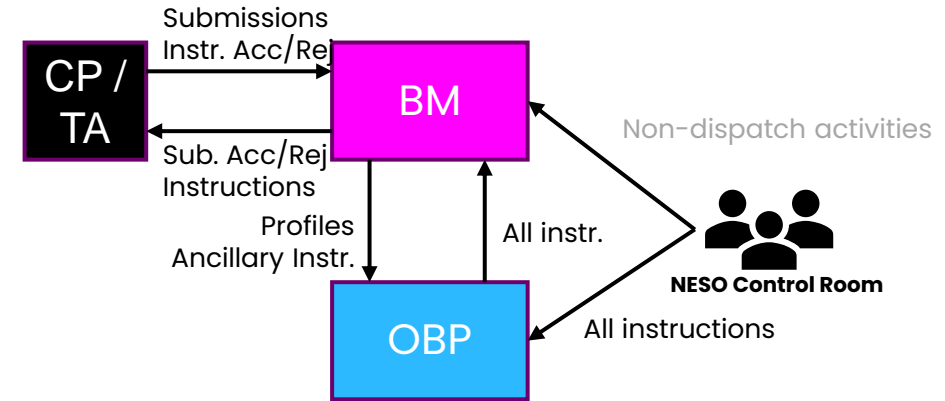 Submissions
Instr. Acc/Rej
CP /
TA
BM
Non-dispatch activities
Sub. Acc/Rej
Instructions
Profiles
Ancillary Instr.
All instr.
NESO Control Room
All instructions
OBP